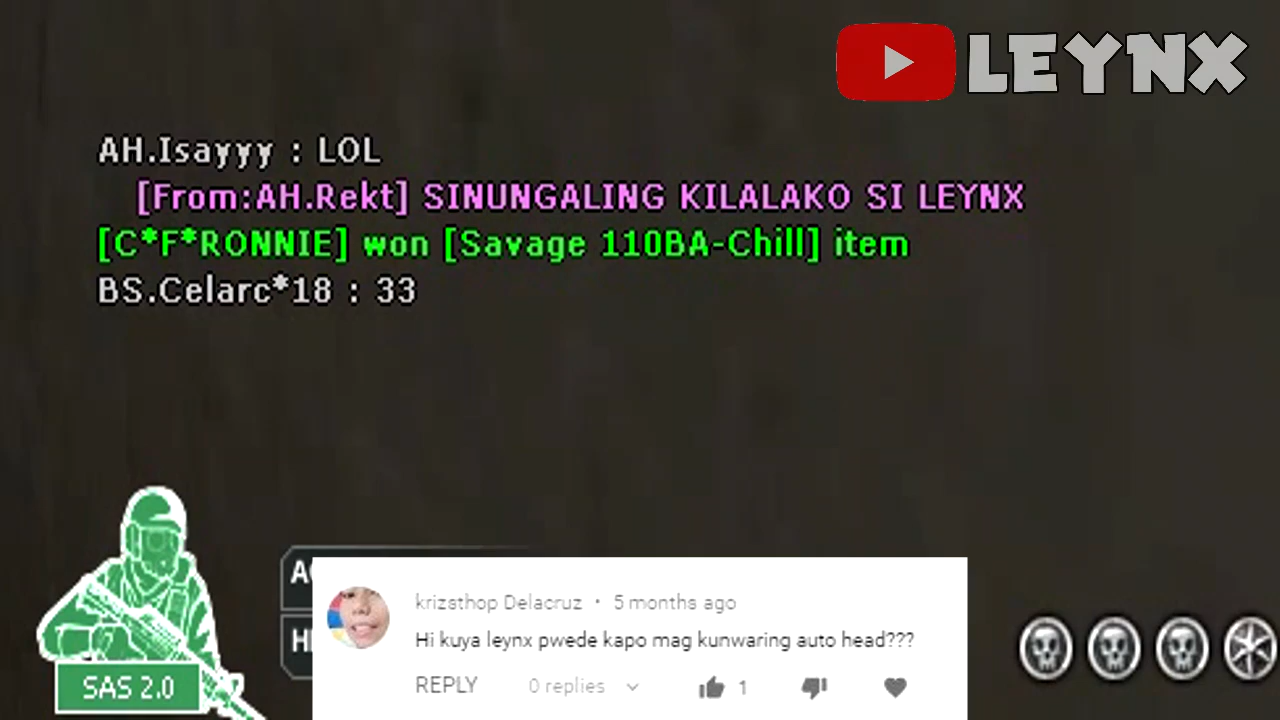 LEYNX
AH.Isayyy : LOL
[From:AH.Rekt] SINUNGALING KILALAKO SI LEYNX
[C*F*RONNIE] won [Savage 110BA-Chill] item
BS.Celarc*18 : 33
SAS 2.0
krizsthop Delacruz • 5 months ago
Hi kuya leynx pwede kapo mag kunwaring auto head???
REPLY 0 replies 1